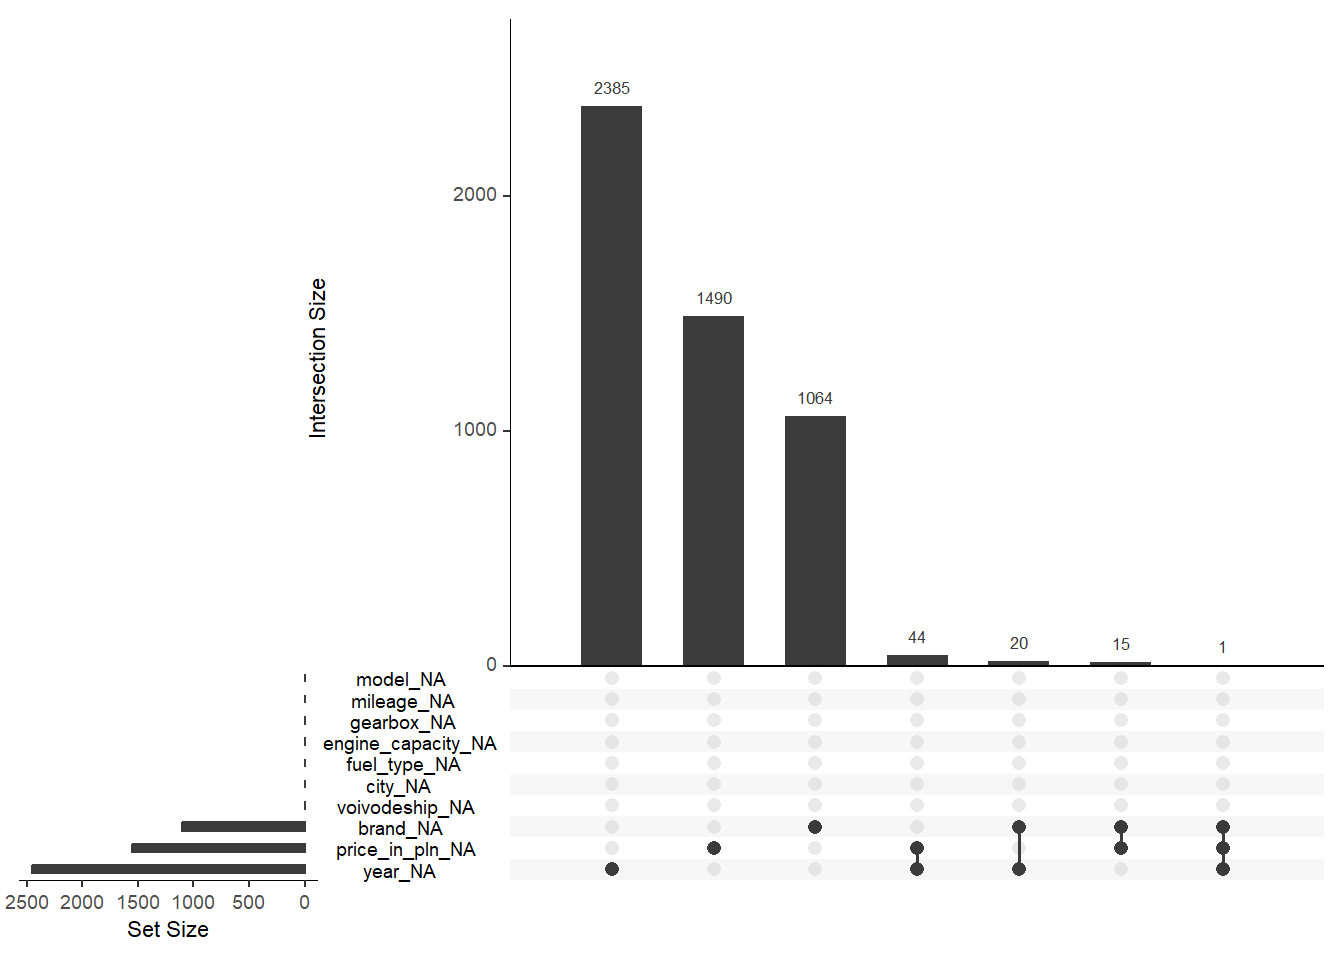 2385
1490
1064
44
20
15
1
2000
1000
0
Intersection Size
model_NA
mileage_NA
gearbox_NA
engine_capacity_NA
fuel_type_NA
city_NA
voivodeship_NA
brand_NA
price_in_pln_NA
year_NA
2500 2000 1500 1000 500 0
Set Size